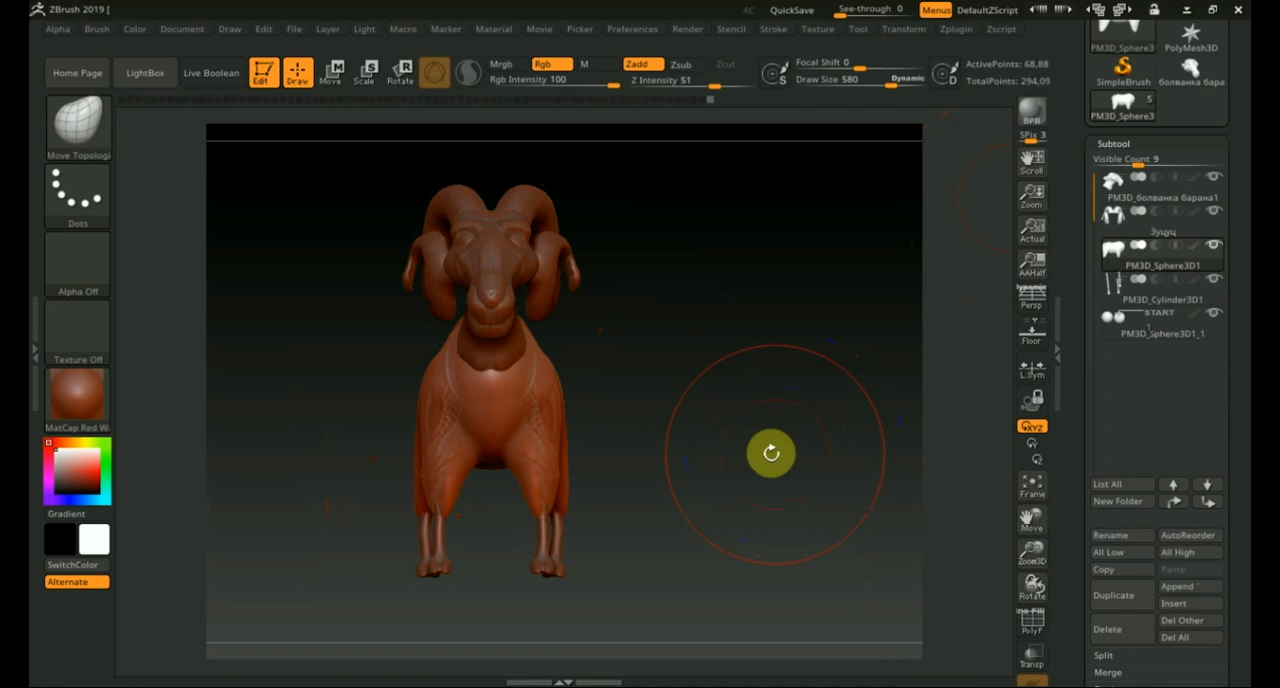 ZBrush 2019 [
AC QuickSave See-through 0 Menus DefaultZScript
Alpha Brush Color Document Draw Edit File Layer Light Macro Marker Material Movie Picker Preferences Render Stencil Stroke Texture Tool Transform Zplugin Zscript
Home Page LightBox Live Boolean Edit Draw Move Scale Rotate
Mrgb Rgb M Zadd Zsub Zcut
Rgb Intensity 100 Z Intensity 51
Focal Shift 0
Draw Size 580 Dynamic
S D
ActivePoints: 68,88
TotalPoints: 294,09
Move Topologi
Dots
Alpha Off
Texture Off
MatCap Red W
Gradient
SwitchColor
Alternate
BPR
SPix 3
Scroll
Zoom
Actual
AAHalf
Persp
Floor
L.Sym
XYZ
Frame
Move
Zoom3D
Rotate
PolyF
Transp
PM3D_Sphere3 PolyMesh3D
SimpleBrush болванка бара
5
PM3D_Sphere3
Subtool
Visible Count 9
PM3D_болванка барана1
3уцуц
PM3D_Sphere3D1
PM3D_Cylinder3D1
START
PM3D_Sphere3D1_1
List All
New Folder
Rename AutoReorder
All Low All High
Copy Paste
Duplicate Append
Insert
Delete Del Other
Del All
Split
Merge